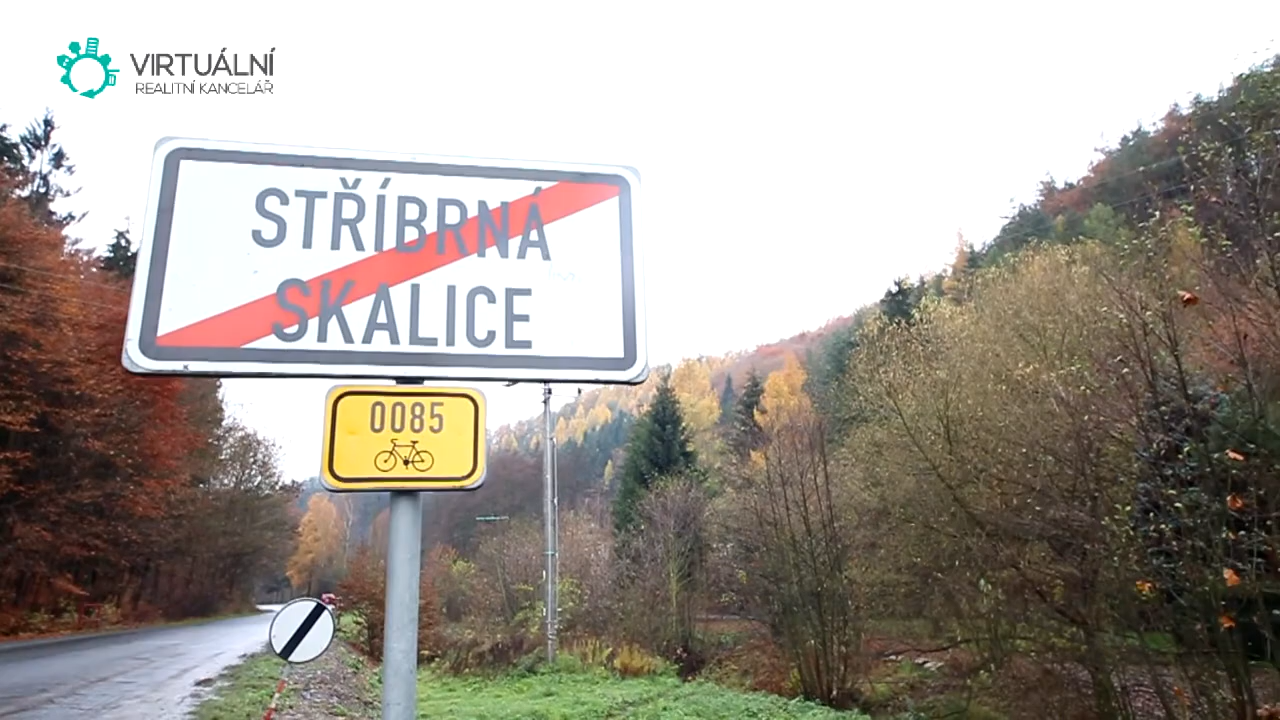 VIRTUÁLNÍ
REALITNÍ KANCELÁŘ
STŘÍBRNÁ
SKALICE
0085